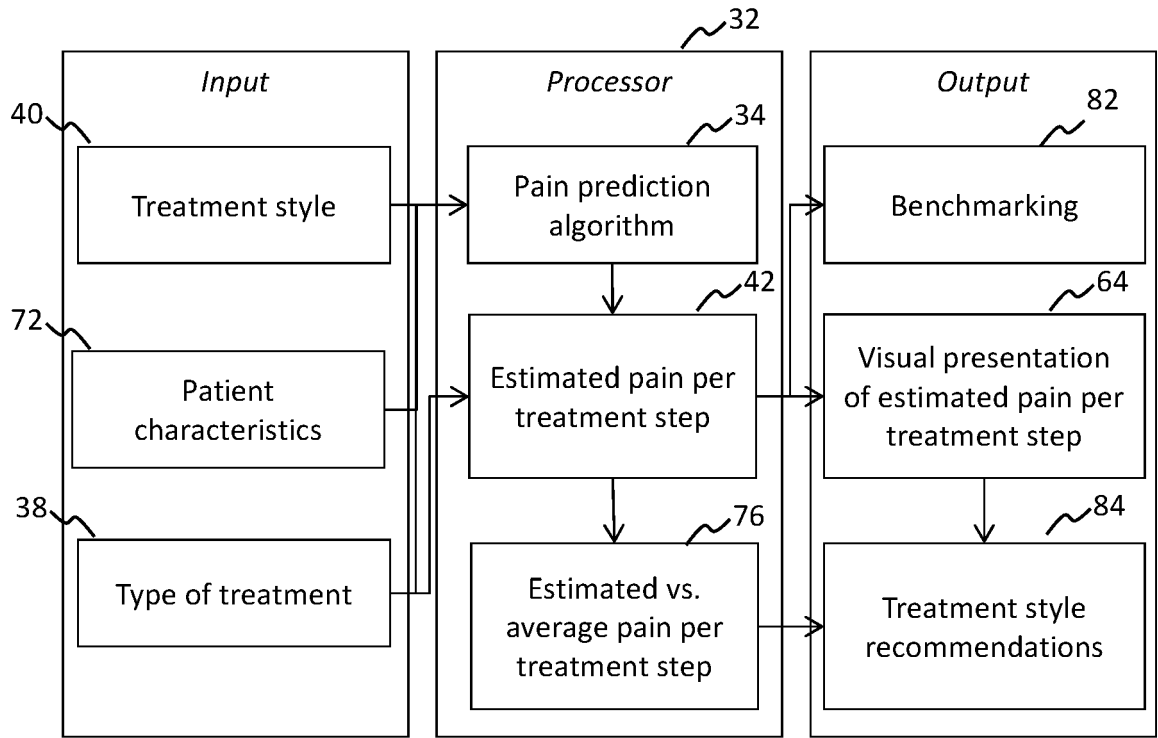 32
Input
Processor
Output
40
34
82
Treatment style
Pain prediction
algorithm
Benchmarking
42
64
72
Patient
characteristics
Estimated pain per
treatment step
Visual presentation
of estimated pain per
treatment step
38
76
84
Type of treatment
Estimated vs.
average pain per
treatment step
Treatment style
recommendations